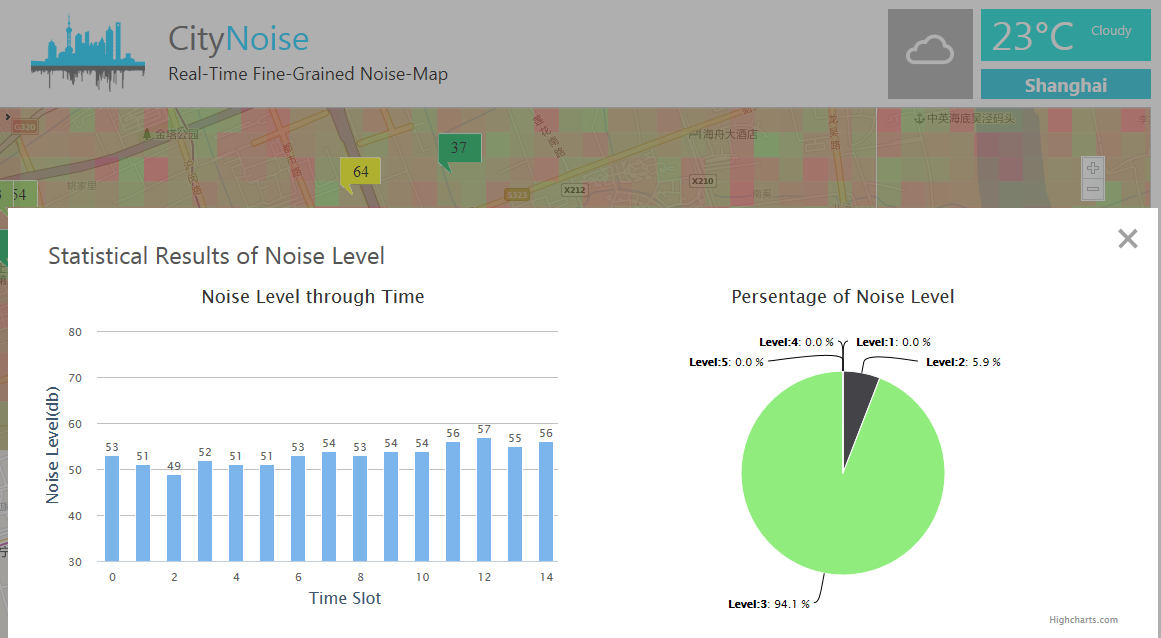 CityNoise
Real-Time Fine-Grained Noise-Map
23°C Cloudy
Shanghai
G320
金塔公园
37
64
海舟大酒店
中英海底吴泾码头
龙吴路
X210
X212
S323
54
Statistical Results of Noise Level
Noise Level through Time
80
70
60
50
40
30
Noise Level(db)
53
51
49
52
51
51
53
54
53
54
54
56
57
55
56
0
2
4
6
8
10
12
14
Time Slot
Persentage of Noise Level
Level:4: 0.0 %
Level:1: 0.0 %
Level:5: 0.0 %
Level:2: 5.9 %
Level:3: 94.1 %
Highcharts.com